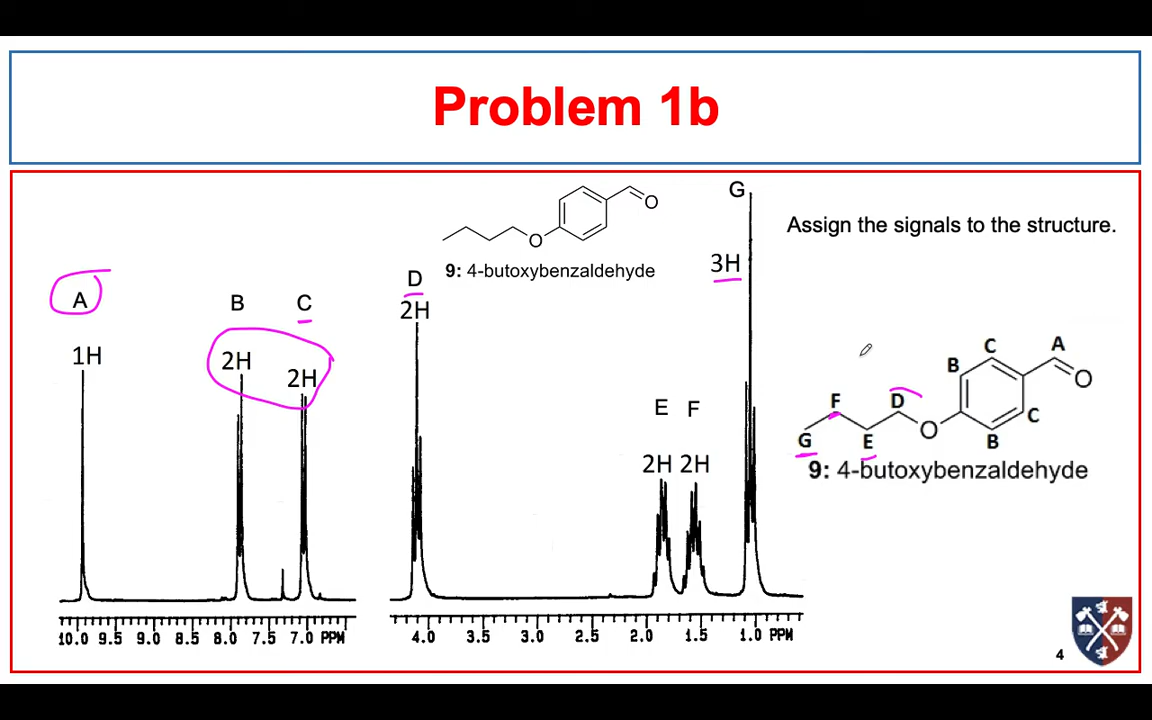 Problem 1b
G
Assign the signals to the structure.
O
O
9: 4-butoxybenzaldehyde
3H
D
2H
A
B
C
1H
2H
2H
E
F
2H 2H
C
A
B
O
F
D
C
O
G
E
B
9: 4-butoxybenzaldehyde
10.0 9.5 9.0 8.5 8.0 7.5 7.0 PPM
4.0 3.5 3.0 2.5 2.0 1.5 1.0 PPM
4